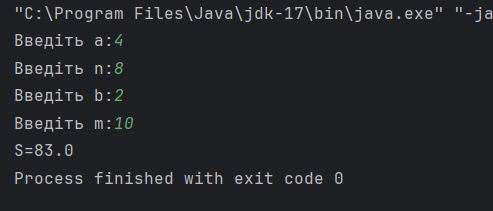 "C:\Program Files\Java\jdk-17\bin\java.exe" "-ja
Введіть a:4
Введіть n:8
Введіть b:2
Введіть m:10
S=83.0
Process finished with exit code 0